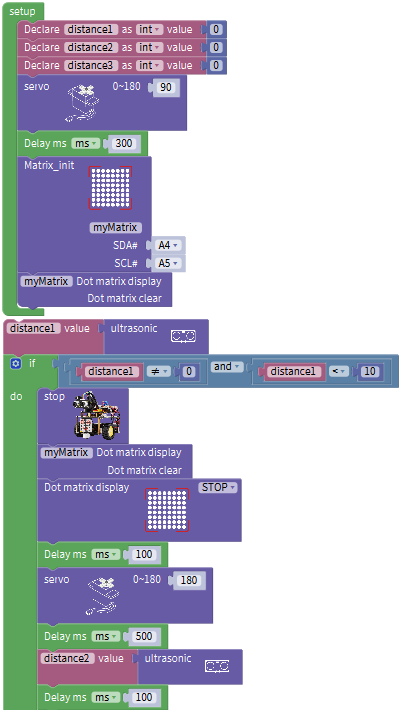 setup
Declare distance1 as int value 0
Declare distance2 as int value 0
Declare distance3 as int value 0
servo 0~180 90
Delay ms ms 300
Matrix_init
myMatrix
SDA# A4
SCL# A5
myMatrix Dot matrix display
Dot matrix clear
distance1 value ultrasonic
if distance1 ≠ 0 and distance1 < 10
do stop
myMatrix Dot matrix display
Dot matrix clear
Dot matrix display STOP
Delay ms ms 100
servo 0~180 180
Delay ms ms 500
distance2 value ultrasonic
Delay ms ms 100